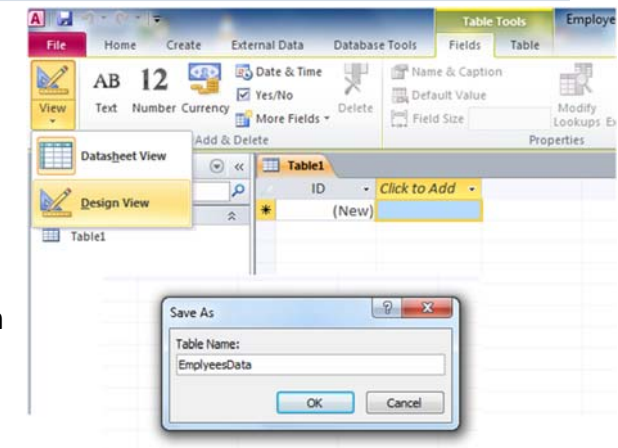 A Table Tools Employe
File Home Create External Data Database Tools Fields Table
View AB Text 12 Number Currency Date & Time Yes/No More Fields Delete Name & Caption Default Value Field Size Modify Lookups
Add & Delete Properties
Datasheet View
Design View
Table1
Table1
ID Click to Add
* (New)
Save As
Table Name:
EmplyeesData
OK Cancel